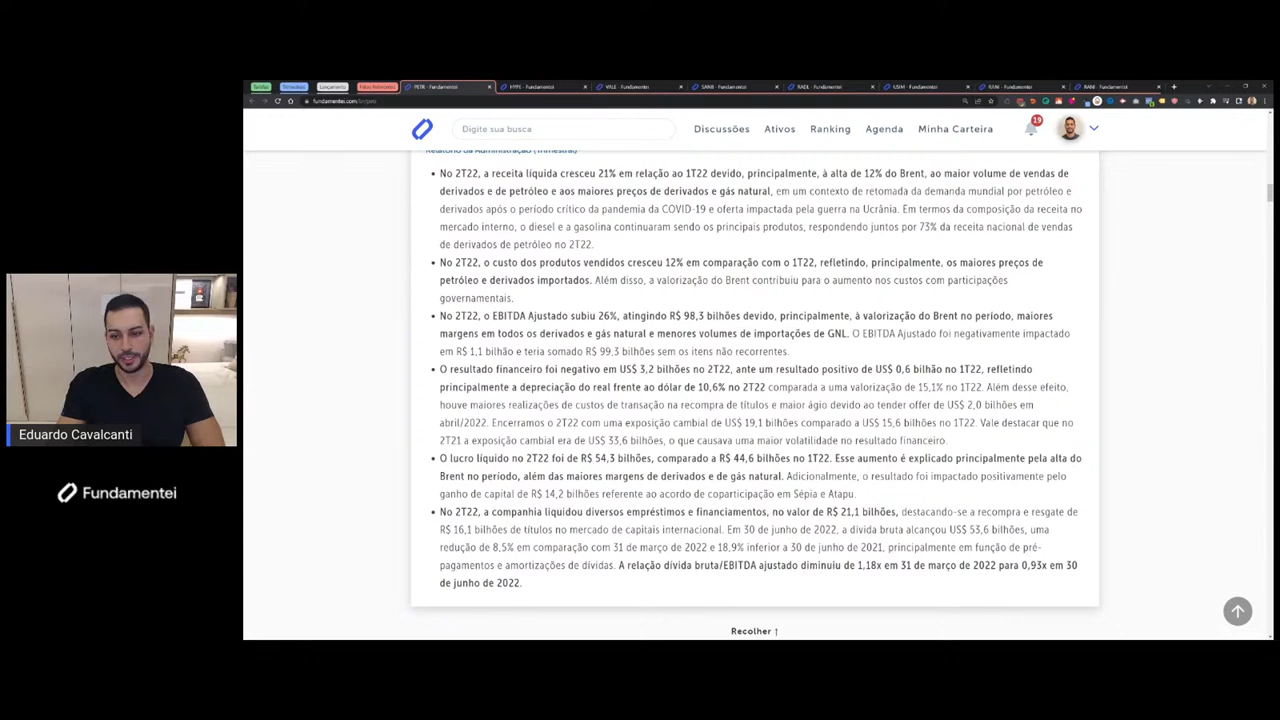 Tarefas
Lançamento
PETR - Fundamentei
HYPE - Fundamentei
VALE - Fundamentei
SANB - Fundamentei
RADL - Fundamentei
USIM - Fundamentei
RANI - Fundamentei
RANI - Fundamentei
Digite sua busca
Discussões
Ativos
Ranking
Agenda
Minha Carteira
19
Relatório da Administração (Trimestral)
• No 2T22, a receita líquida cresceu 21% em relação ao 1T22 devido, principalmente, à alta de 12% do Brent, ao maior volume de vendas de
derivados e de petróleo e aos maiores preços de derivados e gás natural, em um contexto de retomada da demanda mundial por petróleo e
derivados após o período crítico da pandemia da COVID-19 e oferta impactada pela guerra na Ucrânia. Em termos da composição da receita no
mercado interno, o diesel e a gasolina continuaram sendo os principais produtos, respondendo juntos por 73% da receita nacional de vendas
de derivados de petróleo no 2T22.
• No 2T22, o custo dos produtos vendidos cresceu 12% em comparação com o 1T22, refletindo, principalmente, os maiores preços de
petróleo e derivados importados. Além disso, a valorização do Brent contribuiu para o aumento nos custos com participações
governamentais.
• No 2T22, o EBITDA Ajustado subiu 26%, atingindo R$ 98,3 bilhões devido, principalmente, à valorização do Brent no período, maiores
margens em todos os derivados e gás natural e menores volumes de importações de GNL. O EBITDA Ajustado foi negativamente impactado
em R$ 1,1 bilhão e teria somado R$ 99,3 bilhões sem os itens não recorrentes.
• O resultado financeiro foi negativo em US$ 3,2 bilhões no 2T22, ante um resultado positivo de US$ 0,6 bilhão no 1T22, refletindo
principalmente a depreciação do real frente ao dólar de 10,6% no 2T22 comparada a uma valorização de 15,1% no 1T22. Além desse efeito,
houve maiores realizações de custos de transação na recompra de títulos e maior ágio devido ao tender offer de US$ 2,0 bilhões em
abril/2022. Encerramos o 2T22 com uma exposição cambial de US$ 19,1 bilhões comparado a US$ 15,6 bilhões no 1T22. Vale destacar que no
2T21 a exposição cambial era de US$ 33,6 bilhões, o que causava uma maior volatilidade no resultado financeiro.
• O lucro líquido no 2T22 foi de R$ 54,3 bilhões, comparado a R$ 44,6 bilhões no 1T22. Esse aumento é explicado principalmente pela alta do
Brent no período, além das maiores margens de derivados e de gás natural. Adicionalmente, o resultado foi impactado positivamente pelo
ganho de capital de R$ 14,2 bilhões referente ao acordo de coparticipação em Sépia e Atapu.
• No 2T22, a companhia liquidou diversos empréstimos e financiamentos, no valor de R$ 21,1 bilhões, destacando-se a recompra e resgate de
R$ 16,1 bilhões de títulos no mercado de capitais internacional. Em 30 de junho de 2022, a dívida bruta alcançou US$ 53,6 bilhões, uma
redução de 8,5% em comparação com 31 de março de 2022 e 18,9% inferior a 30 de junho de 2021, principalmente em função de pré-
pagamentos e amortizações de dívidas. A relação dívida bruta/EBITDA ajustado diminuiu de 1,18x em 31 de março de 2022 para 0,93x em 30
de junho de 2022.
Recolher ↑
Eduardo Cavalcanti
Fundamentei